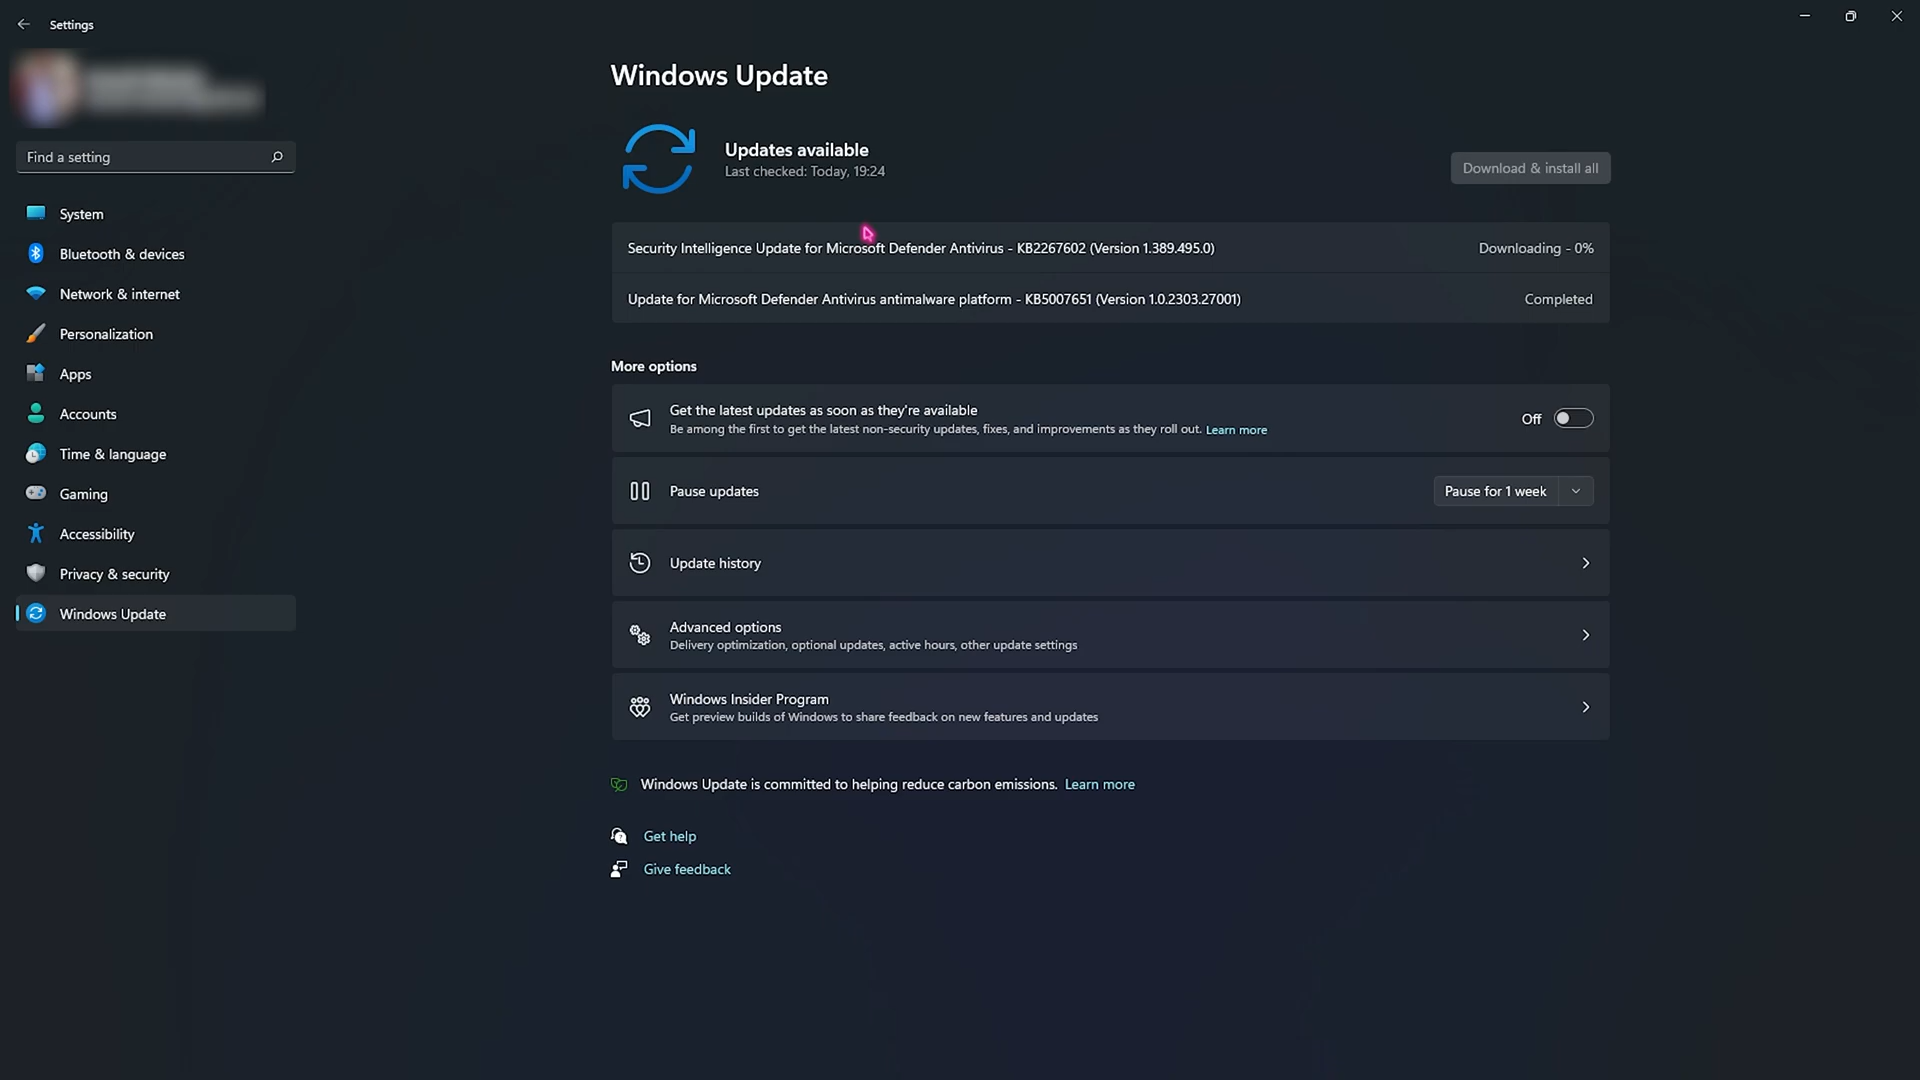 Settings
Find a setting
System
Bluetooth & devices
Network & internet
Personalization
Apps
Accounts
Time & language
Gaming
Accessibility
Privacy & security
Windows Update
Windows Update
Updates available
Last checked: Today, 19:24
Download & install all
Security Intelligence Update for Microsoft Defender Antivirus - KB2267602 (Version 1.389.495.0)
Downloading - 0%
Update for Microsoft Defender Antivirus antimalware platform - KB5007651 (Version 1.0.2303.27001)
Completed
More options
Get the latest updates as soon as they're available
Be among the first to get the latest non-security updates, fixes, and improvements as they roll out. Learn more
Off
Pause updates
Pause for 1 week
Update history
Advanced options
Delivery optimization, optional updates, active hours, other update settings
Windows Insider Program
Get preview builds of Windows to share feedback on new features and updates
Windows Update is committed to helping reduce carbon emissions. Learn more
Get help
Give feedback